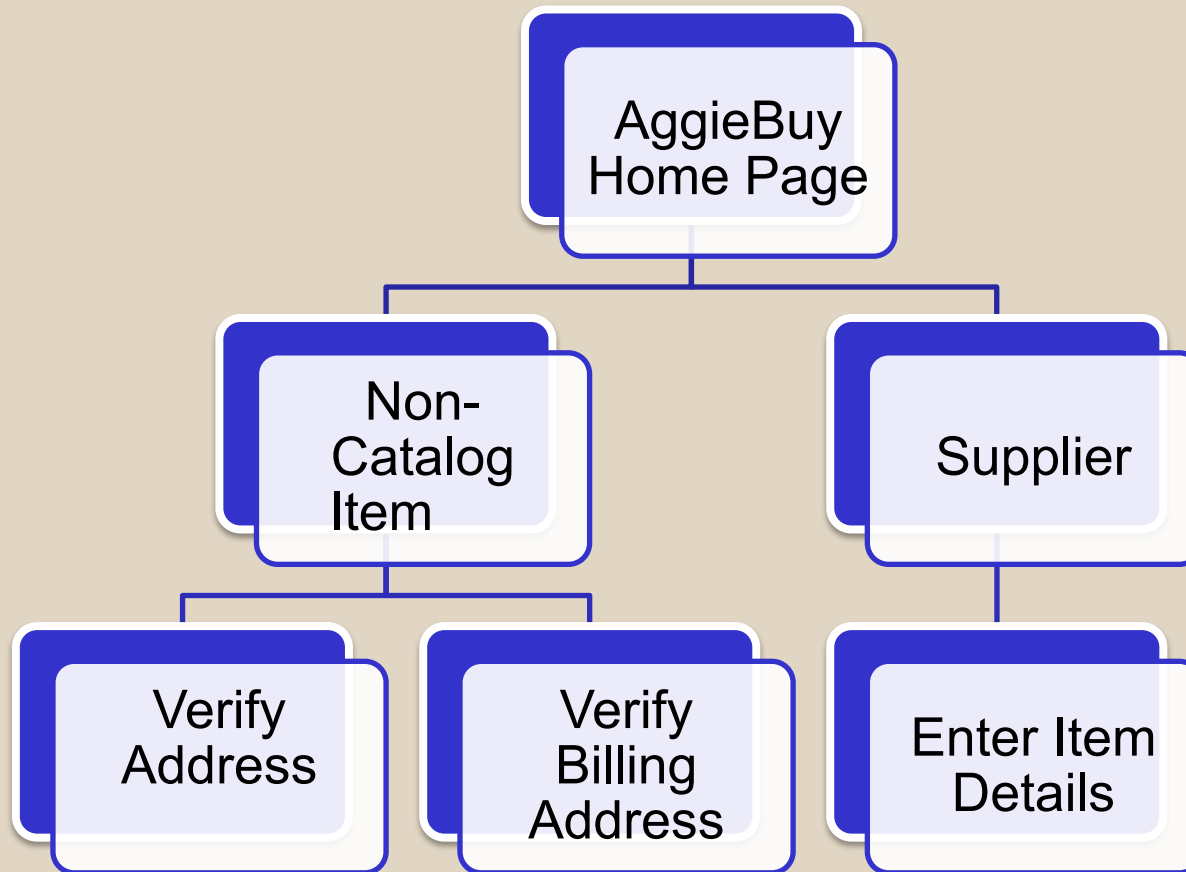 AggieBuy
Home Page
Non-
Catalog
Item
Supplier
Verify
Address
Verify
Billing
Address
Enter Item
Details